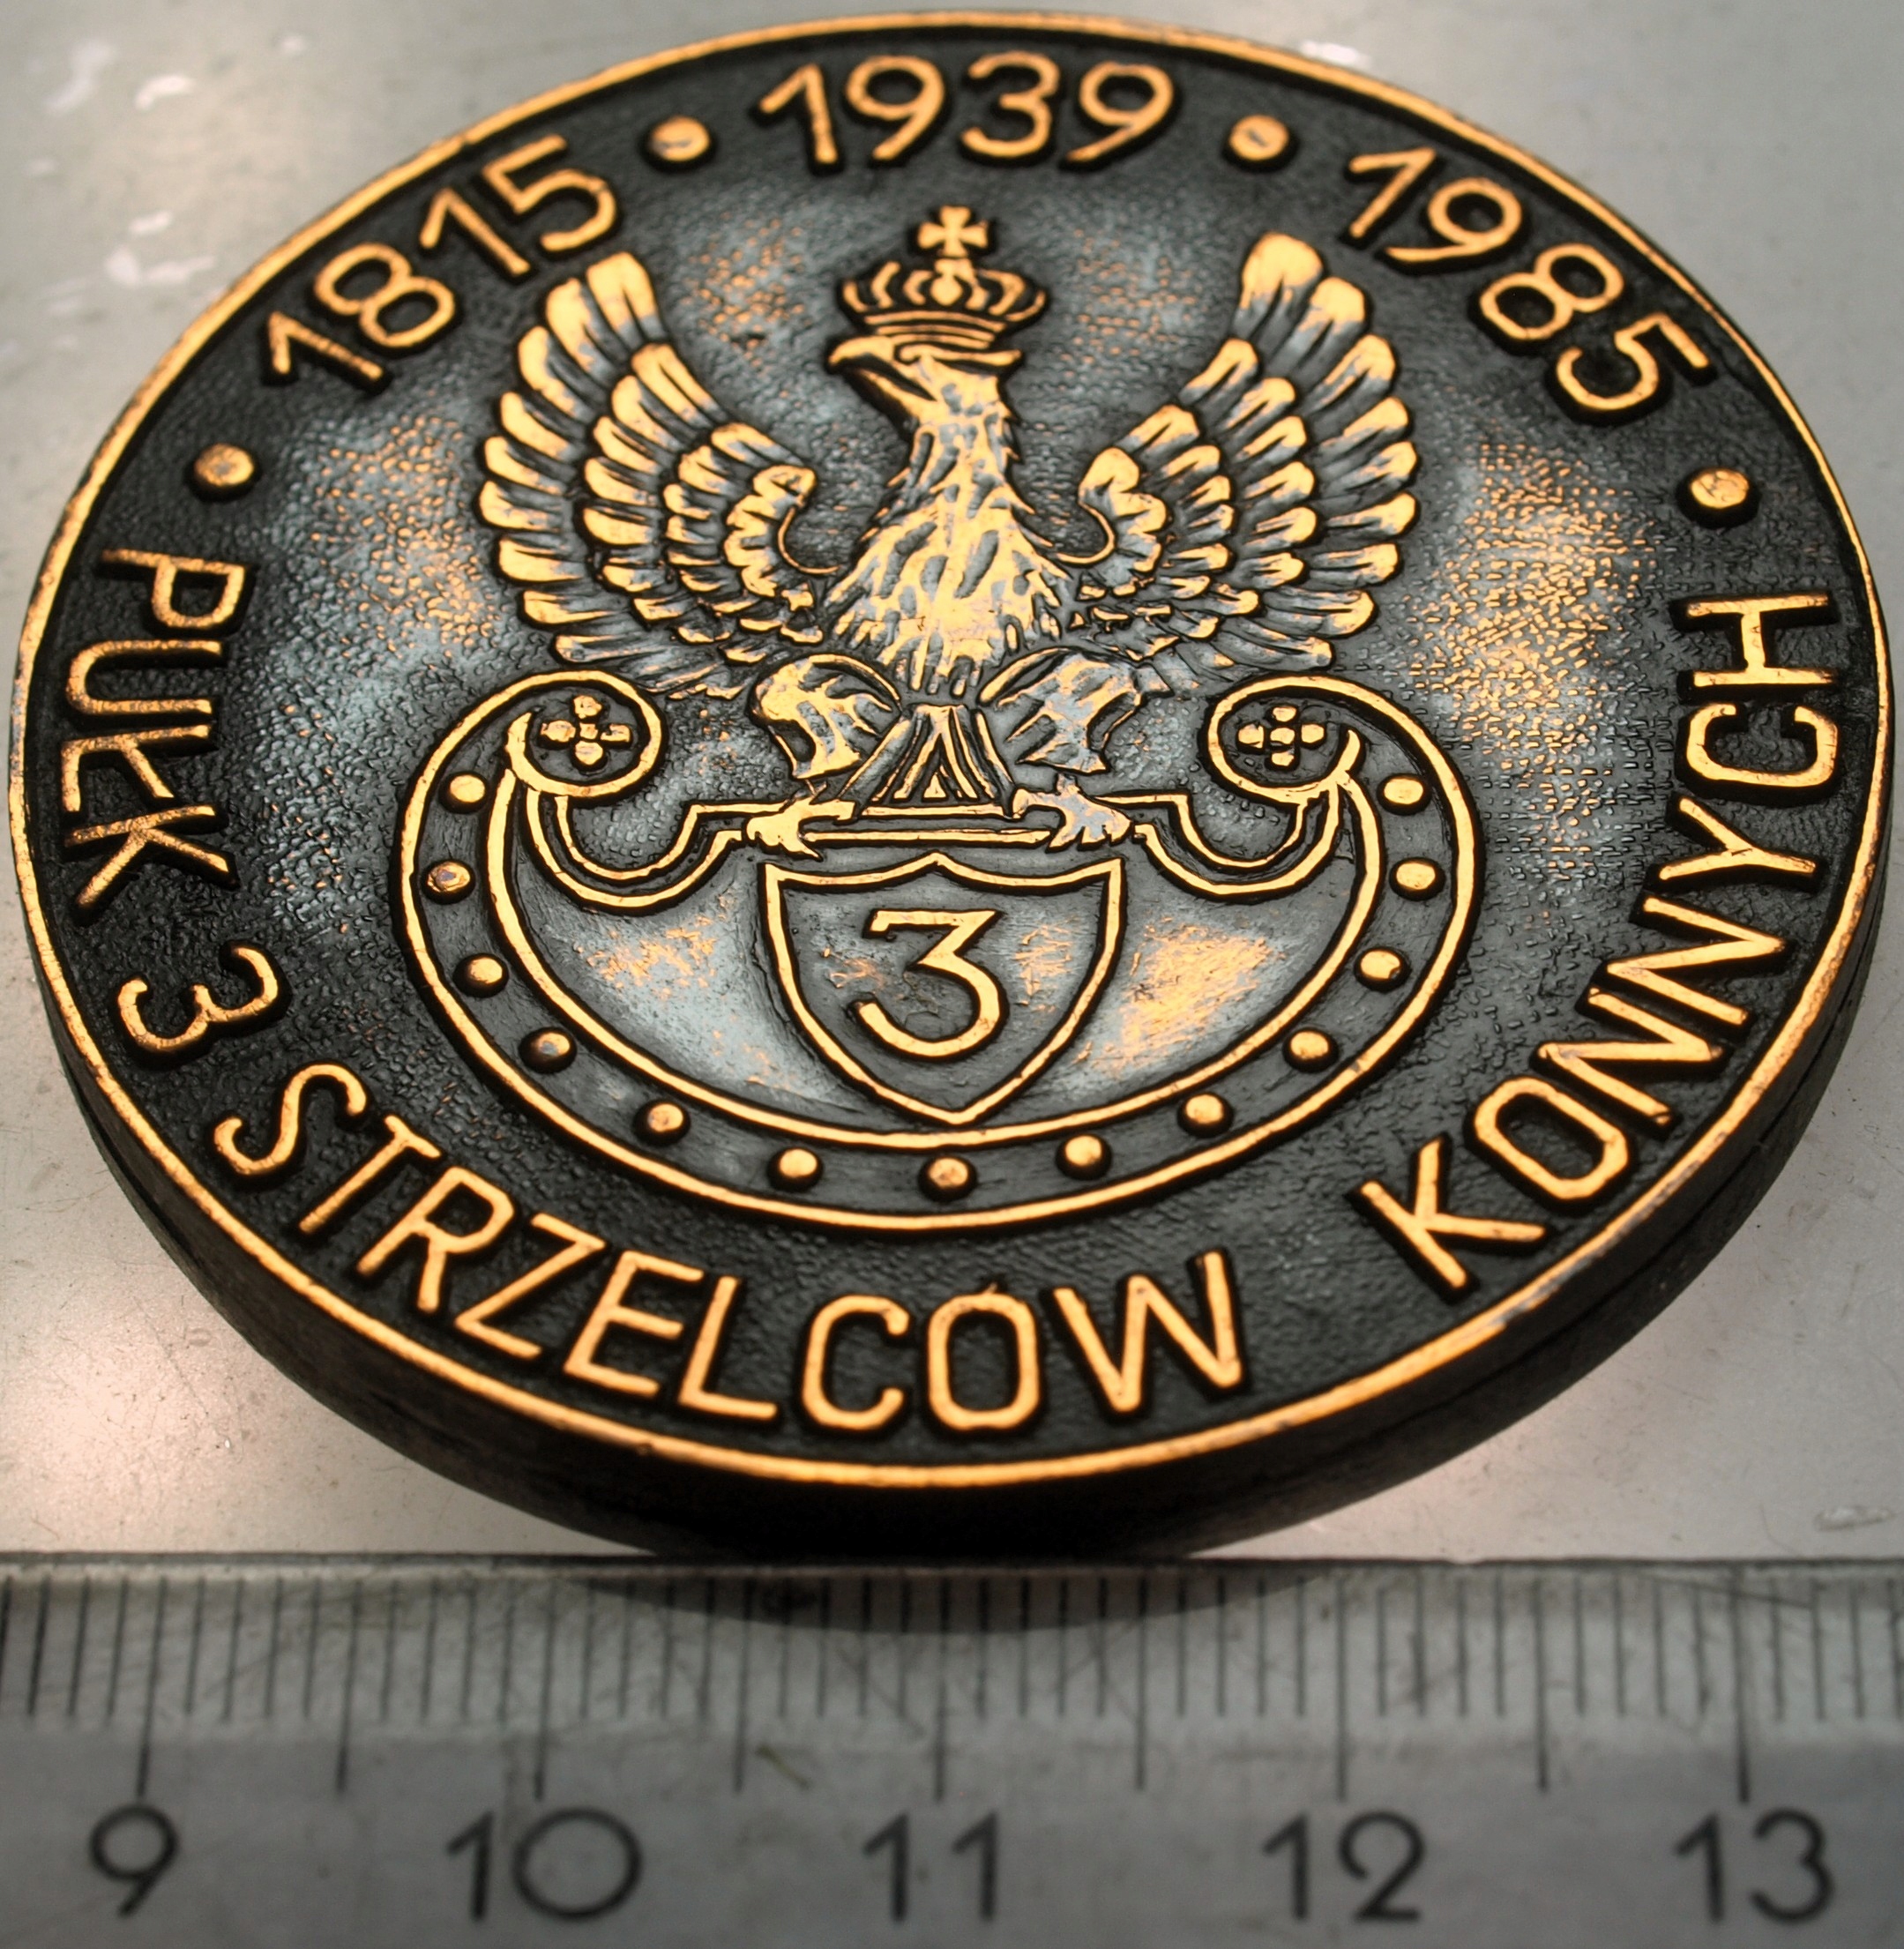 1815 • 1939 • 1985
PUŁK 3 STRZELCÓW KONNYCH
3
9 10 11 12 13